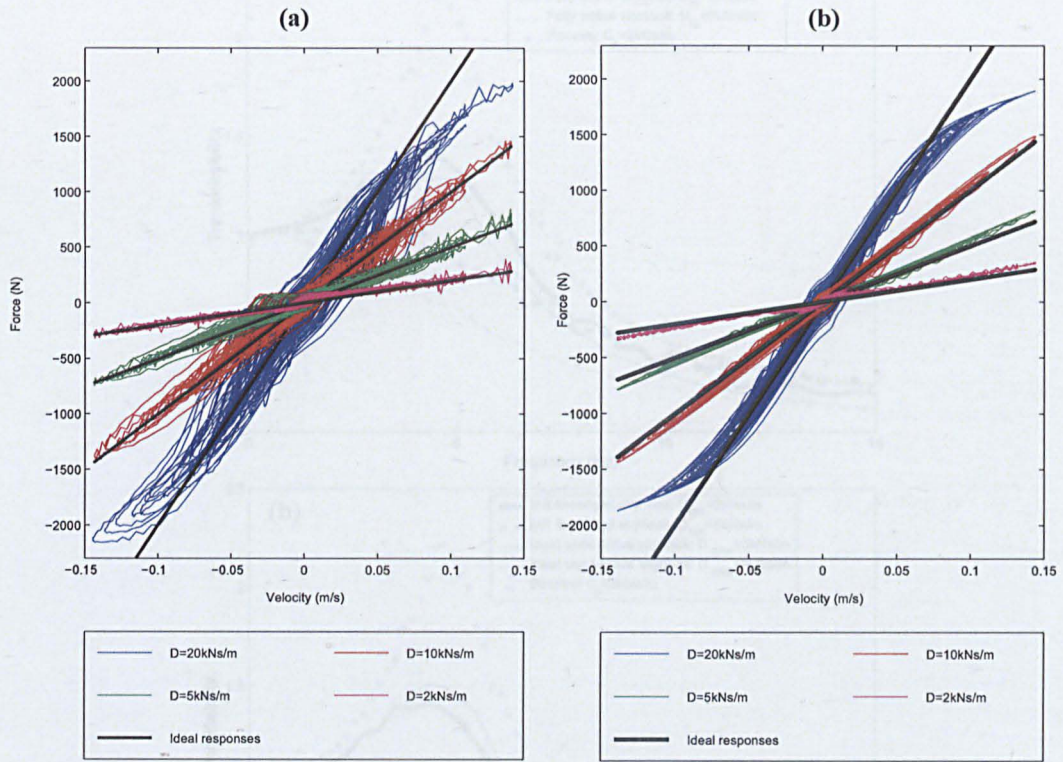 (a)
2000
1500
1000
500
0
−500
−1000
−1500
−2000
Force (N)
−0.15 −0.1 −0.05 0 0.05 0.1 0.15
Velocity (m/s)
D=20kNs/m D=10kNs/m
D=5kNs/m D=2kNs/m
Ideal responses
(b)
2000
1500
1000
500
0
−500
−1000
−1500
−2000
Force (N)
−0.15 −0.1 −0.05 0 0.05 0.1 0.15
Velocity (m/s)
D=20kNs/m D=10kNs/m
D=5kNs/m D=2kNs/m
Ideal responses
(b)